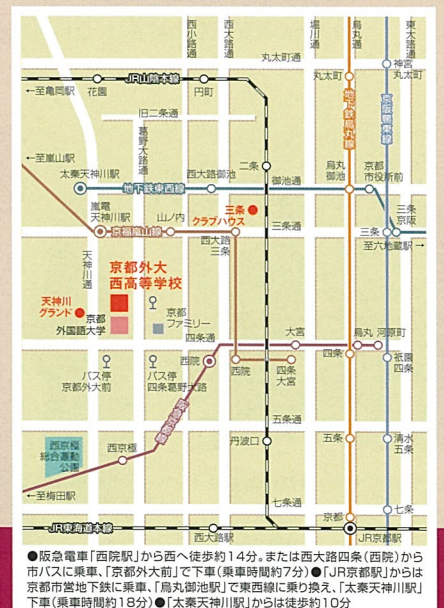 西小路通
西大路通
堀川通
烏丸通
東大路通
丸太町通
神宮丸太町
丸太町
JR山陰本線
←至亀岡駅
花園
円町
地下鉄烏丸線
京阪鴨東線
旧二条通
葛野大路通
←至嵐山駅
太秦天神川駅
西大路御池
二条
御池通
烏丸御池
京都市役所前
地下鉄東西線
嵐電天神川駅
山ノ内
三条クラブハウス
三条京阪
三条
京福嵐山線
西大路三条
三条通
至六地蔵駅→
天神川通
京都外大西高等学校
天神川グランド
京都外国語大学
京都ファミリー
四条通
大宮
烏丸
河原町
西院
四条
祇園四条
バス停
京都外大前
バス停
四条葛野大路
西院
四条大宮
五条通
西京極総合運動公園
西京極
丹波口
五条
清水五条
←至梅田駅
七条通
七条
京都
JR東海道本線
西大路駅
JR京都駅
●阪急電車「西院駅」から西へ徒歩約14分。または西大路四条(西院)から
市バスに乗車、「京都外大前」で下車(乗車時間約7分)●「JR京都駅」からは
京都市営地下鉄に乗車、「烏丸御池駅」で東西線に乗り換え、「太秦天神川駅」
下車(乗車時間約18分)●「太秦天神川駅」からは徒歩約10分